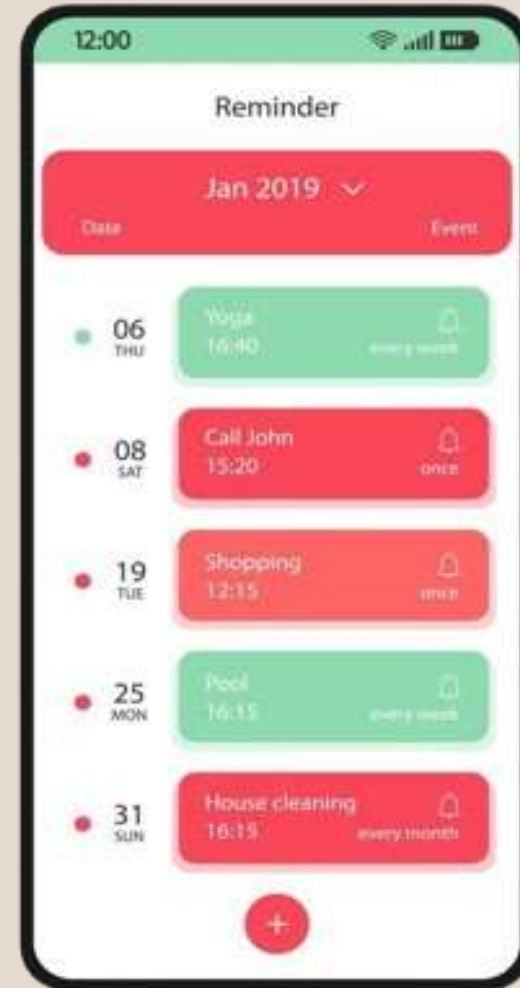 12:00
Reminder
Jan 2019
Date Event
06 Yoga
THU 16:40 every week
08 Call John
SAT 15:20 once
19 Shopping
TUE 12:15 once
25 Pool
MON 16:15 every week
31 House cleaning
SUN 16:15 every month
+